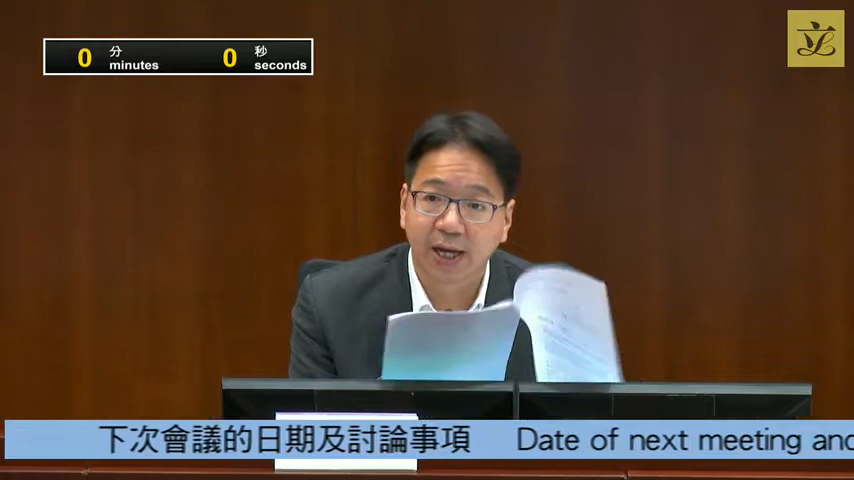 0 分 minutes 0 秒 seconds
立
下次會議的日期及討論事項 Date of next meeting and